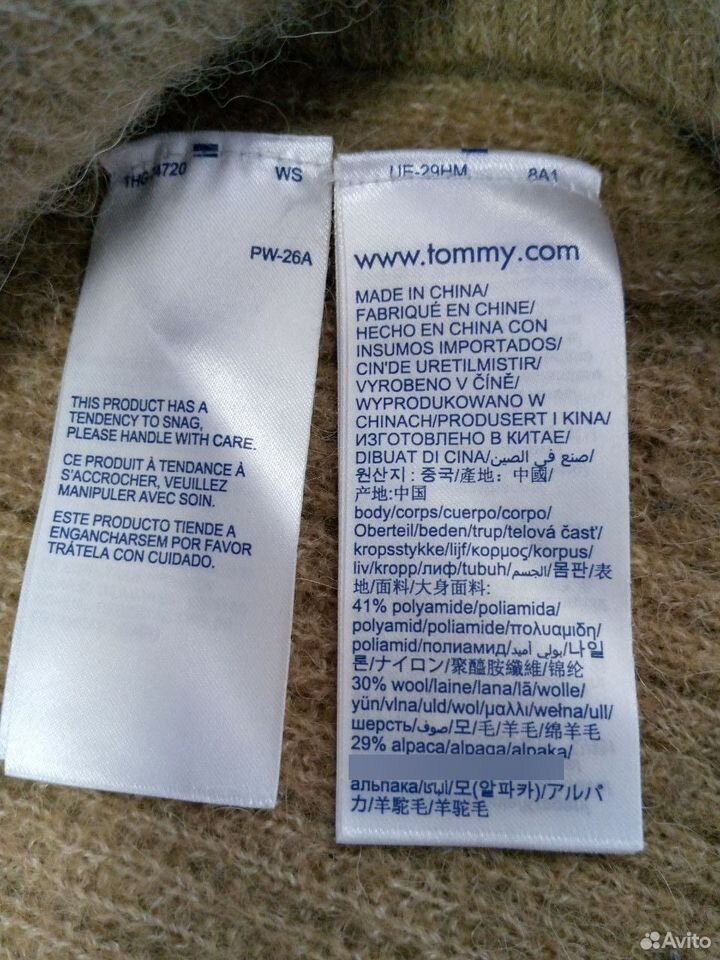 WS
PW-26A
THIS PRODUCT HAS A
TENDENCY TO SNAG,
PLEASE HANDLE WITH CARE.
CE PRODUIT À TENDANCE À
S'ACCROCHER, VEUILLEZ
MANIPULER AVEC SOIN.
ESTE PRODUCTO TIENDE A
ENGANCHARSEM POR FAVOR
TRÁTELA CON CUIDADO.
UF-29HM 8A1
www.tommy.com
MADE IN CHINA/
FABRIQUÉ EN CHINE/
HECHO EN CHINA CON
INSUMOS IMPORTADOS/
CIN'DE URETILMISTIR/
VYROBENO V ČÍNĚ/
WYPRODUKOWANO W
CHINACH/PRODUSERT I KINA/
ИЗГОТОВЛЕНО В КИТАЕ/
DIBUAT DI CINA/صنع في الصين/
원산지 : 중국/產地: 中國/
产地:中国
body/corps/cuerpo/corpo/
Oberteil/beden/trup/telová časť/
kropsstykke/lijf/κορμος/korpus/
liv/kropp/лиф/tubuh/الجسم/몸판/表
地/面料/大身面料:
41% polyamide/poliamida/
polyamid/poliamide/πολυαμιδη/
poliamid/полиамид/بولي أميد/나일
론/ナイロン/聚醯胺纖維/锦纶
30% wool/laine/lana/lã/wolle/
yün/vlna/uld/wol/μαλλι/wełna/ull/
шерсть/صوف/모/毛/羊毛/绵羊毛
29% alpaca/alpaga/alpaka/
альпака/모(알파카)/アルパ
カ/羊駝毛/羊驼毛
Avito